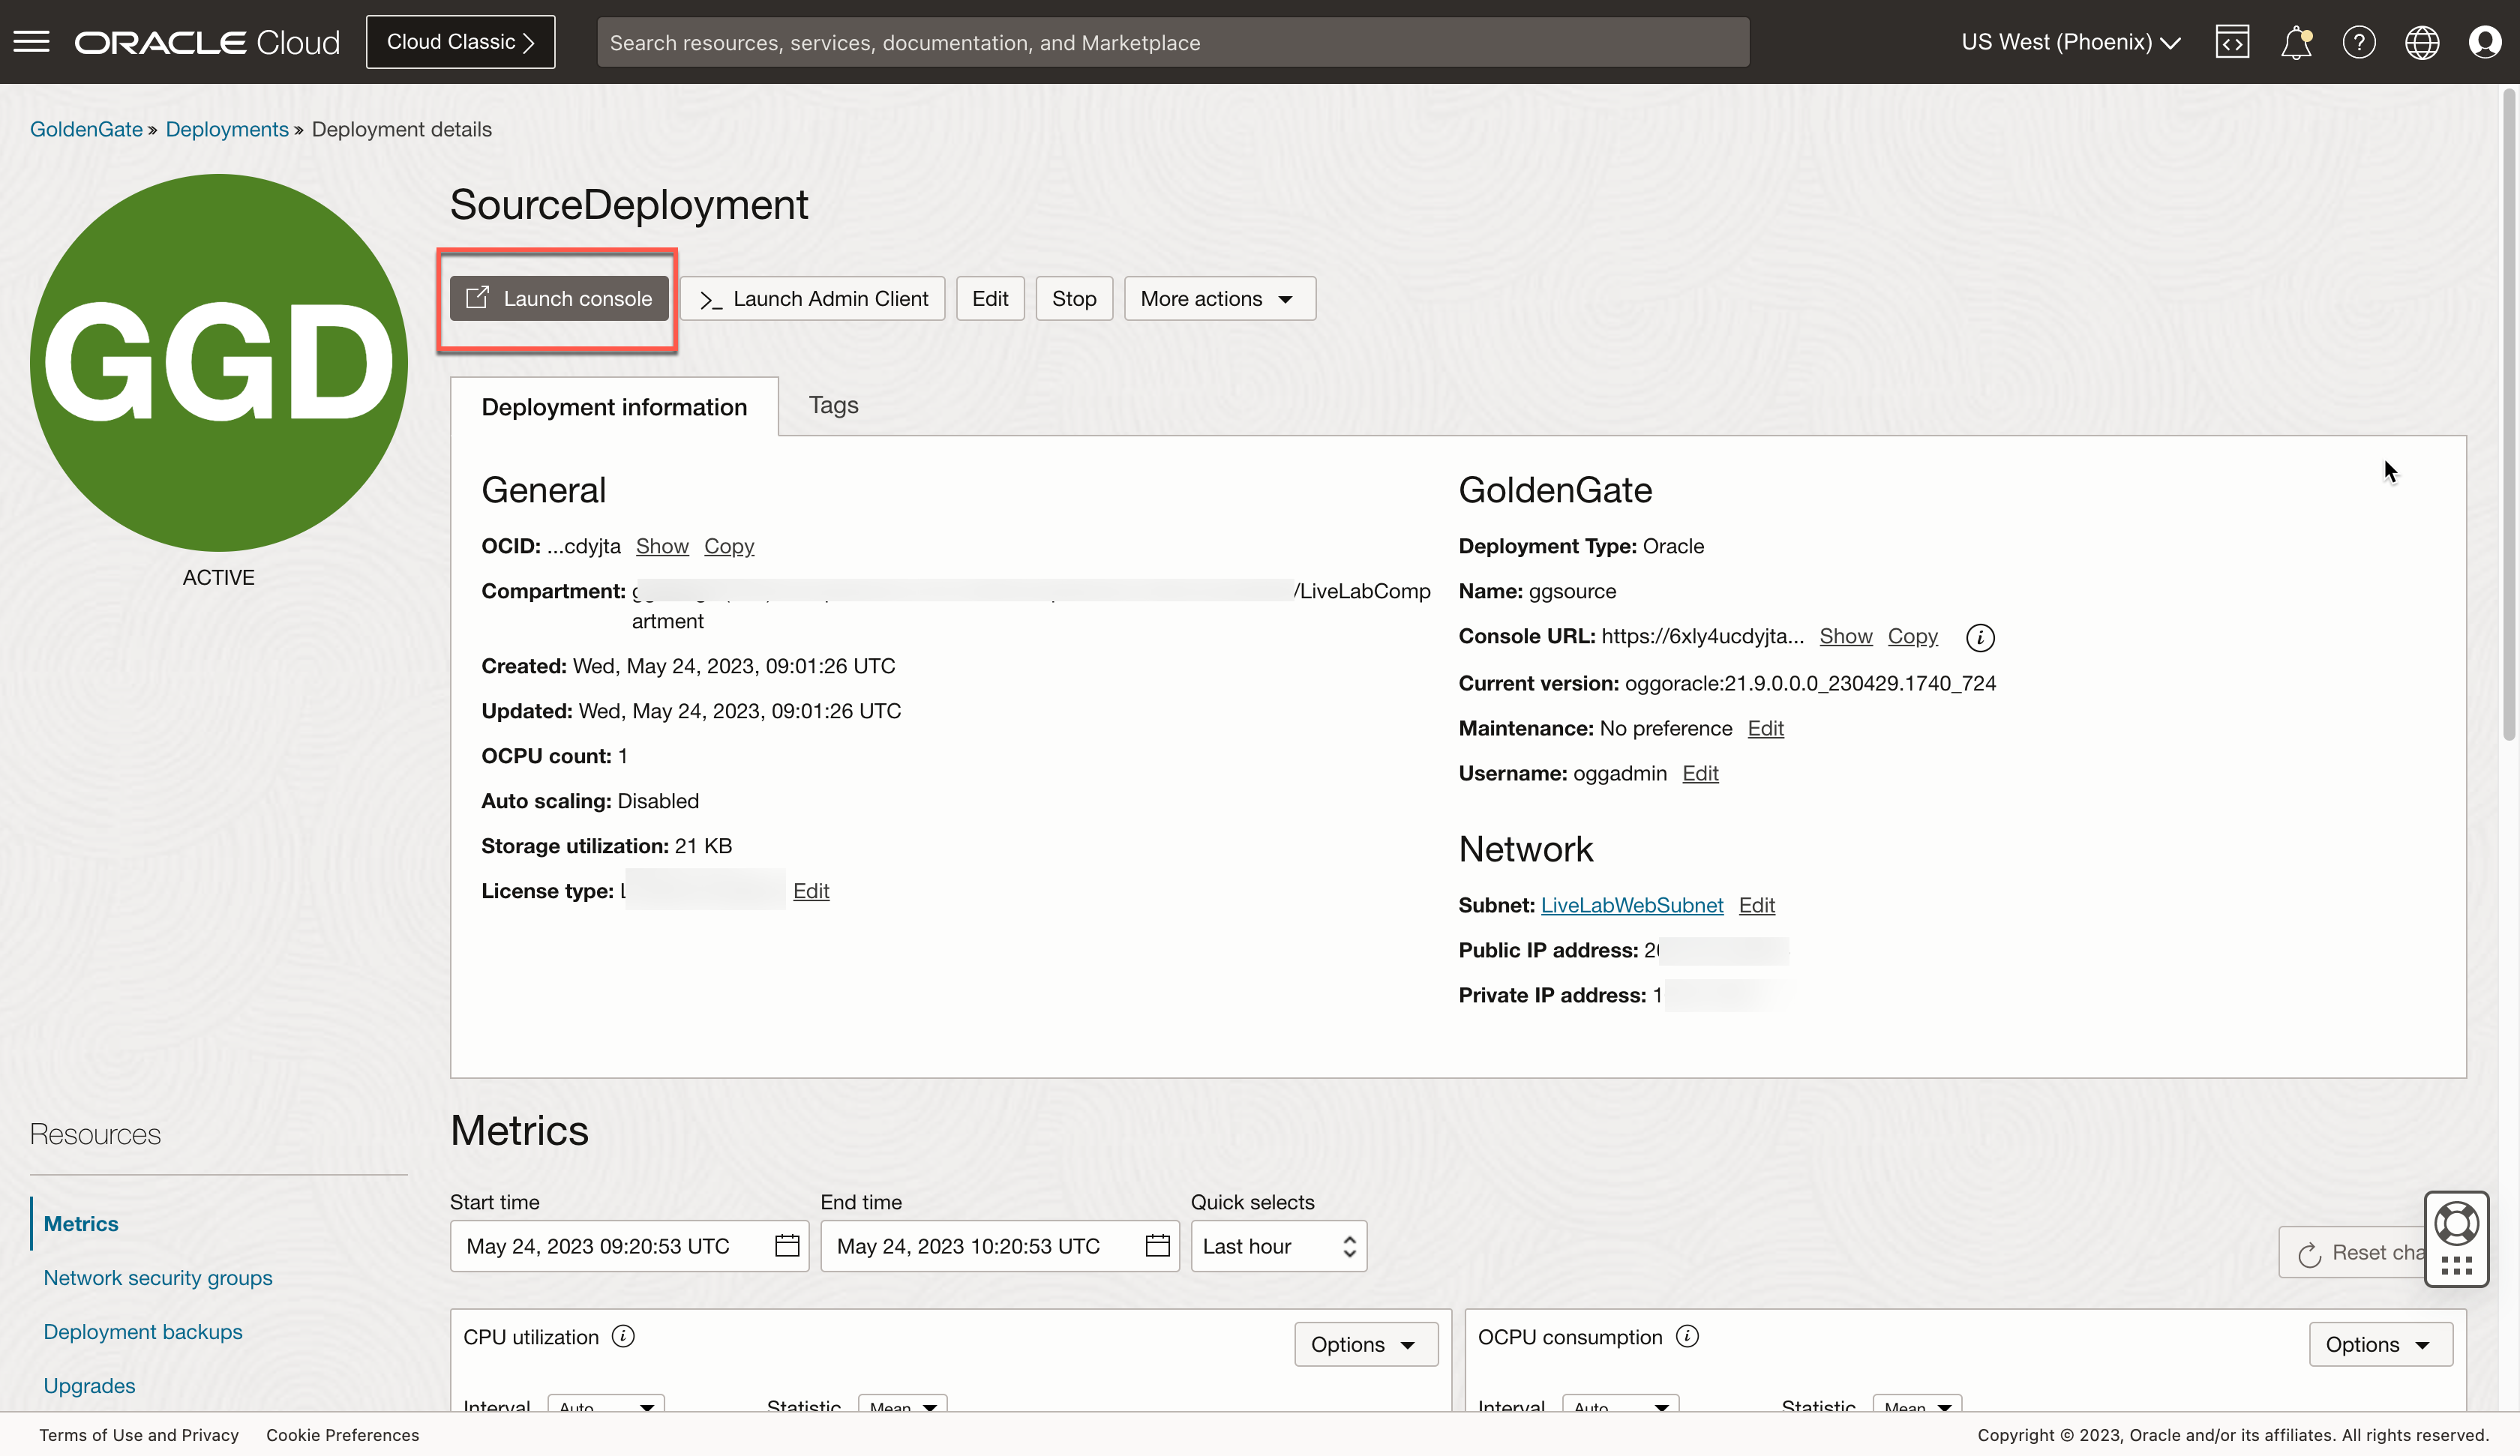 ORACLE Cloud
Cloud Classic
Search resources, services, documentation, and Marketplace
US West (Phoenix)
GoldenGate » Deployments » Deployment details
GGD
ACTIVE
SourceDeployment
Launch console
Launch Admin Client
Edit
Stop
More actions
Deployment information
Tags
General
OCID: ...cdyjta Show Copy
Compartment: /LiveLabComp
artment
Created: Wed, May 24, 2023, 09:01:26 UTC
Updated: Wed, May 24, 2023, 09:01:26 UTC
OCPU count: 1
Auto scaling: Disabled
Storage utilization: 21 KB
License type: Edit
GoldenGate
Deployment Type: Oracle
Name: ggsource
Console URL: https://6xly4ucdyjta... Show Copy
Current version: oggoracle:21.9.0.0.0_230429.1740_724
Maintenance: No preference Edit
Username: oggadmin Edit
Network
Subnet: LiveLabWebSubnet Edit
Public IP address:
Private IP address:
Resources
Metrics
Network security groups
Deployment backups
Upgrades
Metrics
Start time
End time
Quick selects
May 24, 2023 09:20:53 UTC
May 24, 2023 10:20:53 UTC
Last hour
Reset cha
CPU utilization
Options
Interval Auto Statistic Mean
OCPU consumption
Options
Interval Auto Statistic Mean
Terms of Use and Privacy
Cookie Preferences
Copyright © 2023, Oracle and/or its affiliates. All rights reserved.